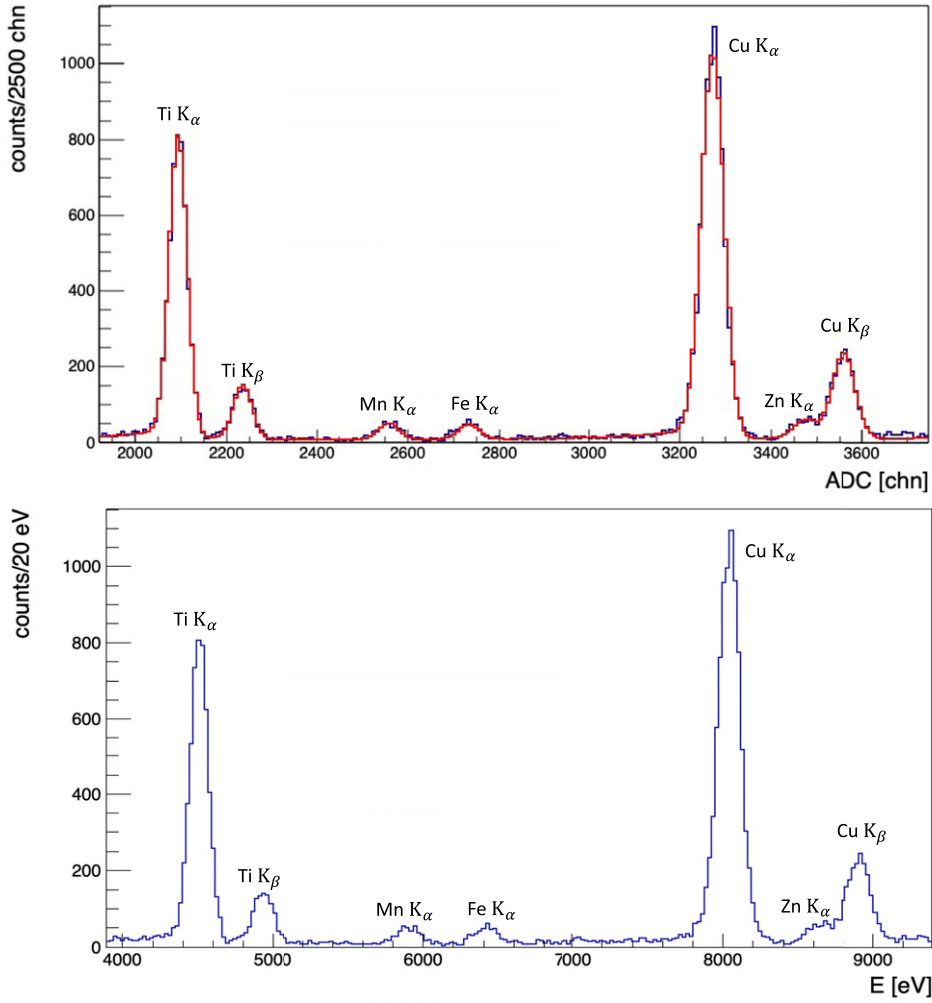 counts/2500 chn
1000
800
600
400
200
0
Ti Kα
Ti Kβ
Mn Kα
Fe Kα
Cu Kα
Zn Kα
Cu Kβ
2000 2200 2400 2600 2800 3000 3200 3400 3600
ADC [chn]
counts/20 eV
1000
800
600
400
200
0
Ti Kα
Ti Kβ
Mn Kα
Fe Kα
Cu Kα
Zn Kα
Cu Kβ
4000 5000 6000 7000 8000 9000
E [eV]